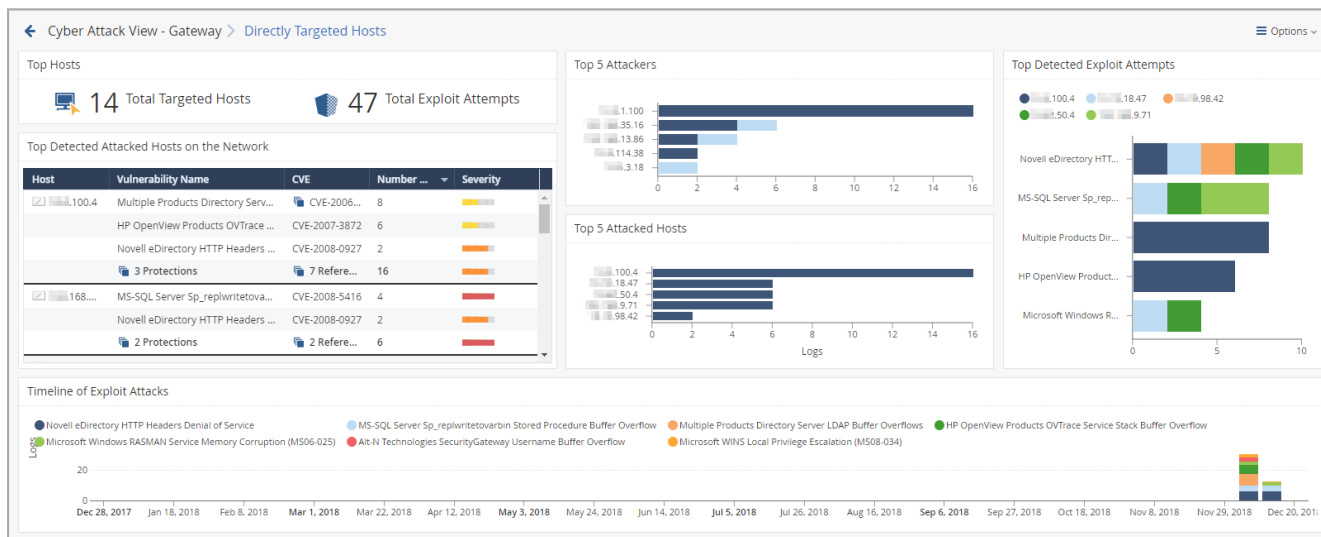 Cyber Attack View - Gateway > Directly Targeted Hosts
Options
Top Hosts
14 Total Targeted Hosts
47 Total Exploit Attempts
Top Detected Attacked Hosts on the Network
Host Vulnerability Name CVE Number ... Severity
.100.4 Multiple Products Directory Serv... CVE-2006... 8
HP OpenView Products OVTrace ... CVE-2007-3872 6
Novell eDirectory HTTP Headers ... CVE-2008-0927 2
3 Protections 7 Refere... 16
.168.... MS-SQL Server Sp_replwritetova... CVE-2008-5416 4
Novell eDirectory HTTP Headers ... CVE-2008-0927 2
2 Protections 2 Refere... 6
Top 5 Attackers
.1.100
.35.16
.13.86
.114.38
.3.18
0 2 4 6 8 10 12 14 16
Top 5 Attacked Hosts
.100.4
.18.47
.50.4
.9.71
.98.42
0 2 4 6 8 10 12 14 16
Logs
Top Detected Exploit Attempts
.100.4 .18.47 .98.42
.50.4 .9.71
Novell eDirectory HTT...
MS-SQL Server Sp_rep...
Multiple Products Dir...
HP OpenView Product...
Microsoft Windows R...
0 5 10
Timeline of Exploit Attacks
Novell eDirectory HTTP Headers Denial of Service MS-SQL Server Sp_replwritetovarbin Stored Procedure Buffer Overflow Multiple Products Directory Server LDAP Buffer Overflows HP OpenView Products OVTrace Service Stack Buffer Overflow
Microsoft Windows RASMAN Service Memory Corruption (MS06-025) Alt-N Technologies SecurityGateway Username Buffer Overflow Microsoft WINS Local Privilege Escalation (MS08-034)
Logs
20
0
Dec 28, 2017 Jan 18, 2018 Feb 8, 2018 Mar 1, 2018 Mar 22, 2018 Apr 12, 2018 May 3, 2018 May 24, 2018 Jun 14, 2018 Jul 5, 2018 Jul 26, 2018 Aug 16, 2018 Sep 6, 2018 Sep 27, 2018 Oct 18, 2018 Nov 8, 2018 Nov 29, 2018 Dec 20, 201